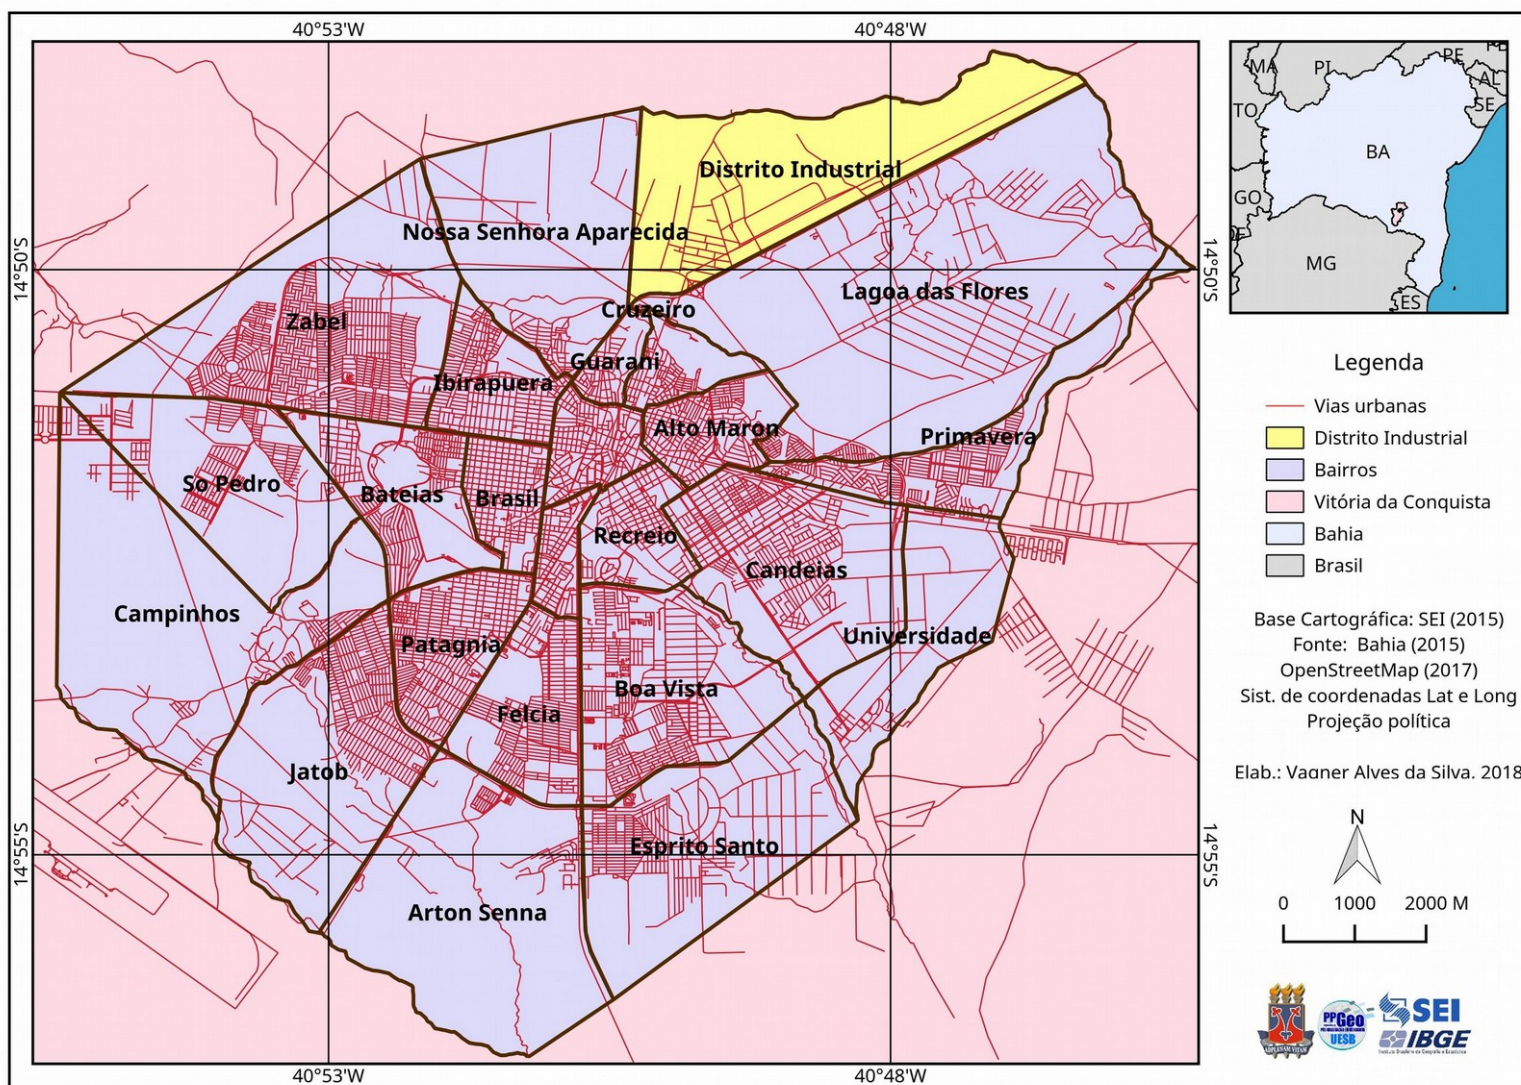 40°53'W
40°48'W
14°50'S
14°50'S
14°55'S
14°55'S
40°53'W
40°48'W
Distrito Industrial
Nossa Senhora Aparecida
Lagoa das Flores
Cruzeiro
Zabel
Guarani
Ibirapuera
Alto Maron
Primavera
So Pedro
Bateias
Brasil
Recreio
Candeias
Campinhos
Universidade
Patagnia
Boa Vista
Felcia
Jatob
Esprito Santo
Arton Senna
MA
PI
PE
AL
SE
TO
BA
GO
MG
ES
Legenda
Vias urbanas
Distrito Industrial
Bairros
Vitória da Conquista
Bahia
Brasil
Base Cartográfica: SEI (2015)
Fonte: Bahia (2015)
OpenStreetMap (2017)
Sist. de coordenadas Lat e Long
Projeção política
Elab.: Vagner Alves da Silva, 2018
N
0 1000 2000 M
PPGeo
UESB
SEI
IBGE